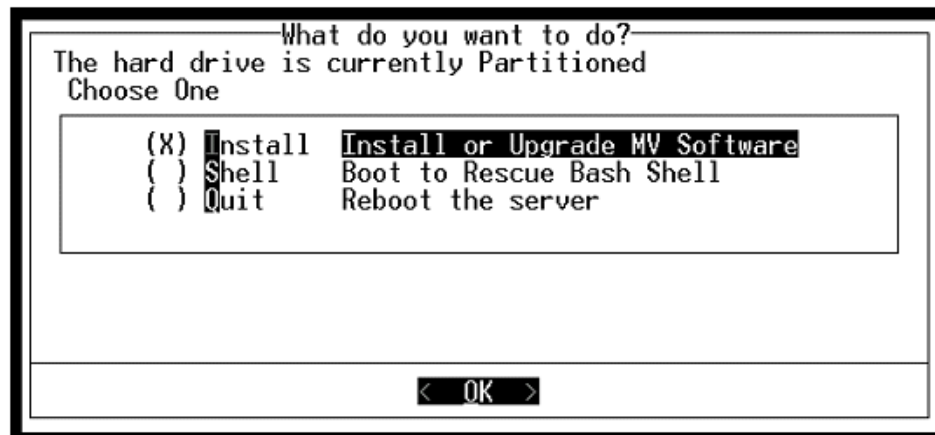 What do you want to do?
The hard drive is currently Partitioned
Choose One
(X) Install Install or Upgrade MV Software
( ) Shell Boot to Rescue Bash Shell
( ) Quit Reboot the server
< OK >